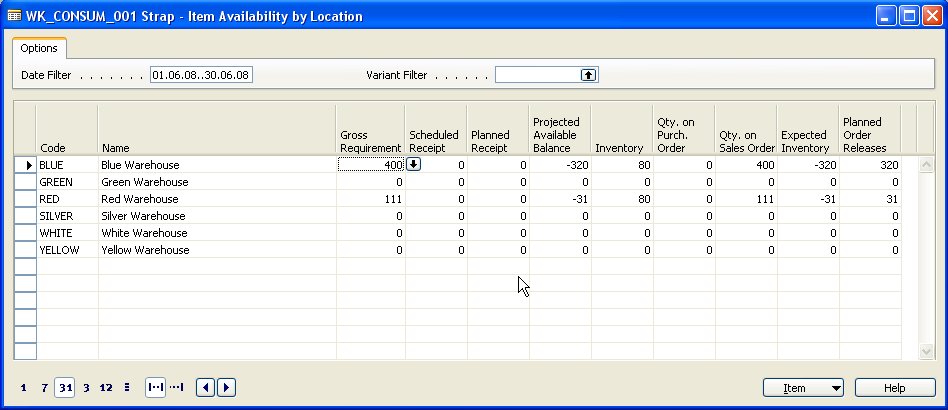 WK_CONSUM_001 Strap - Item Availability by Location
Options
Date Filter . . . . . . . 01.06.08..30.06.08 Variant Filter . . . . . .
Code Name Gross Requirement Scheduled Receipt Planned Receipt Projected Available Balance Inventory Qty. on Purch. Order Qty. on Sales Order Expected Inventory Planned Order Releases
BLUE Blue Warehouse 400 0 0 -320 80 0 400 -320 320
GREEN Green Warehouse 0 0 0 0 0 0 0 0 0
RED Red Warehouse 111 0 0 -31 80 0 111 -31 31
SILVER Silver Warehouse 0 0 0 0 0 0 0 0 0
WHITE White Warehouse 0 0 0 0 0 0 0 0 0
YELLOW Yellow Warehouse 0 0 0 0 0 0 0 0 0
1 7 31 3 12 Item Help